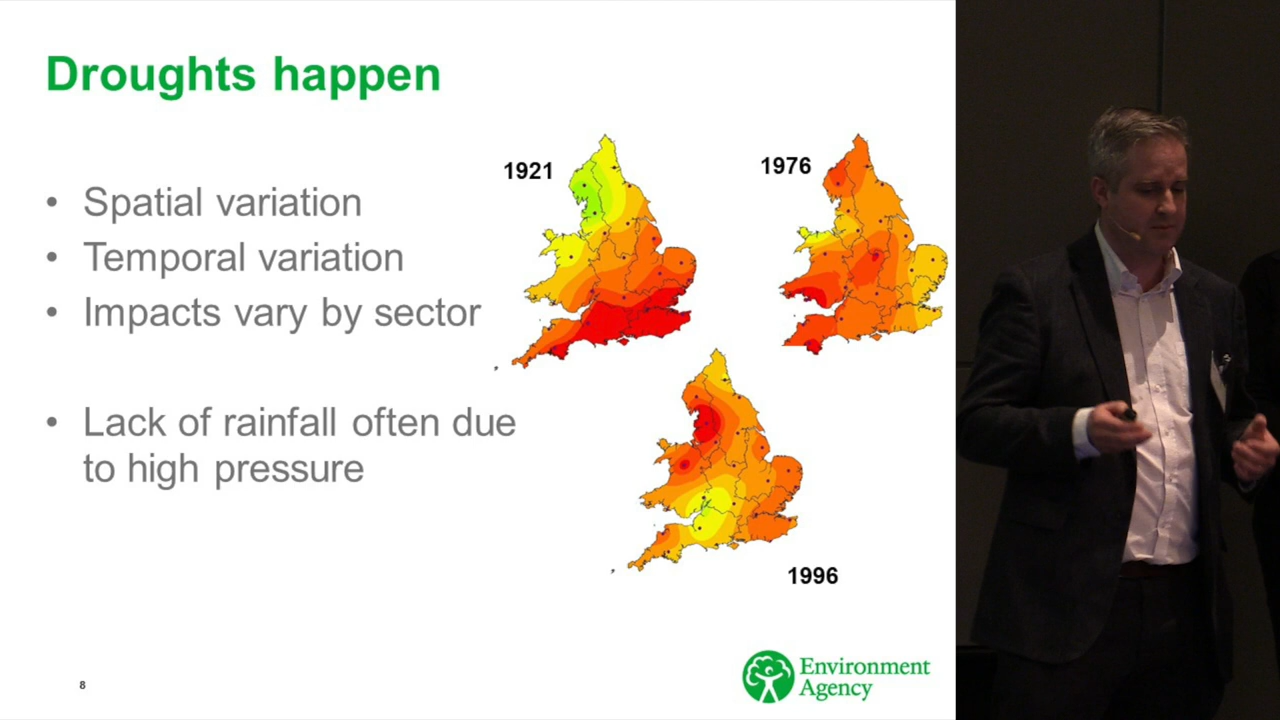 Droughts happen
• Spatial variation
• Temporal variation
• Impacts vary by sector
• Lack of rainfall often due
to high pressure
1921
1976
1996
8
Environment
Agency